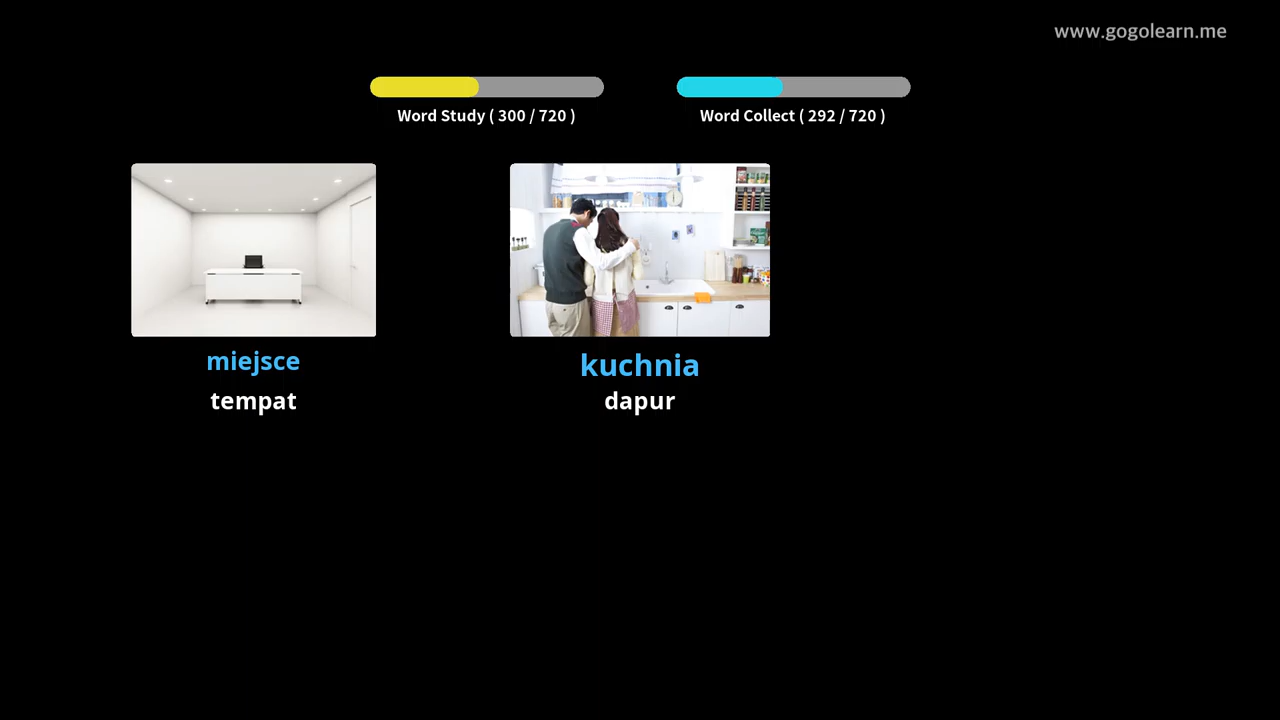 www.gogolearn.me
Word Study ( 300 / 720 )
Word Collect ( 292 / 720 )
miejsce
tempat
kuchnia
dapur